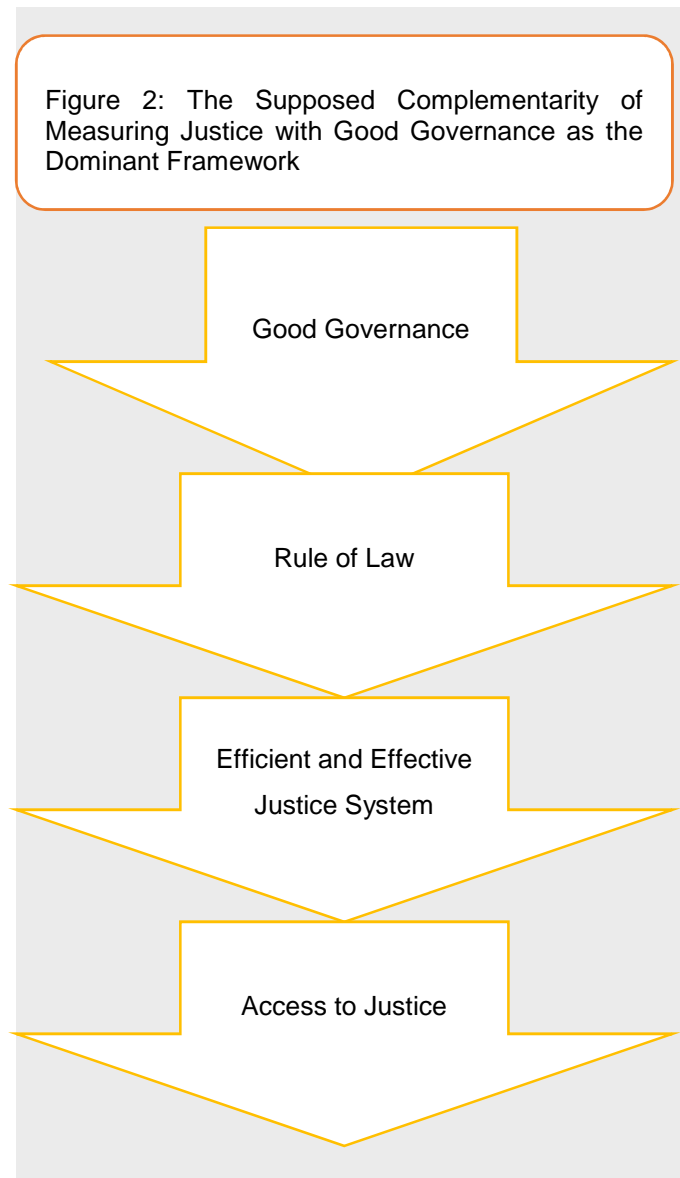 Figure 2: The Supposed Complementarity of
Measuring Justice with Good Governance as the
Dominant Framework
Good Governance
Rule of Law
Efficient and Effective
Justice System
Access to Justice